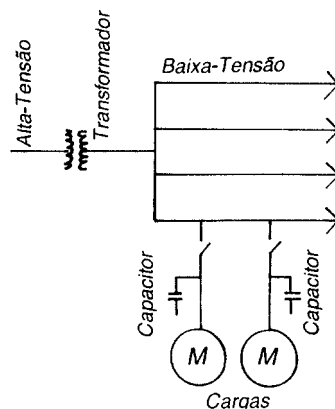 Alta-Tensão
Transformador
Baixa-Tensão
Capacitor
Capacitor
M
M
Cargas